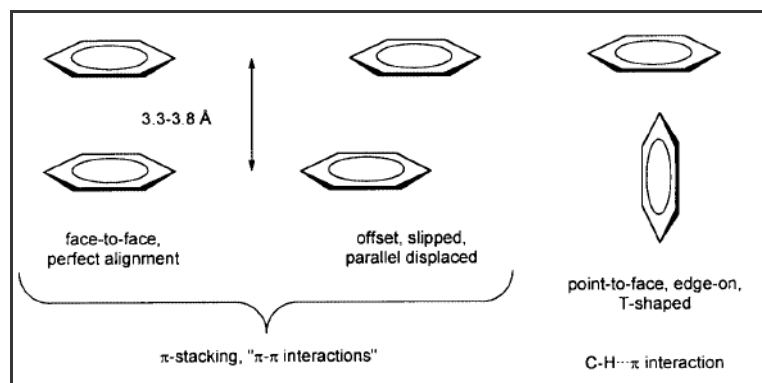 3.3-3.8 Å
face-to-face,
perfect alignment
offset, slipped,
parallel displaced
point-to-face, edge-on,
T-shaped
π-stacking, "π-π interactions"
C-H···π interaction